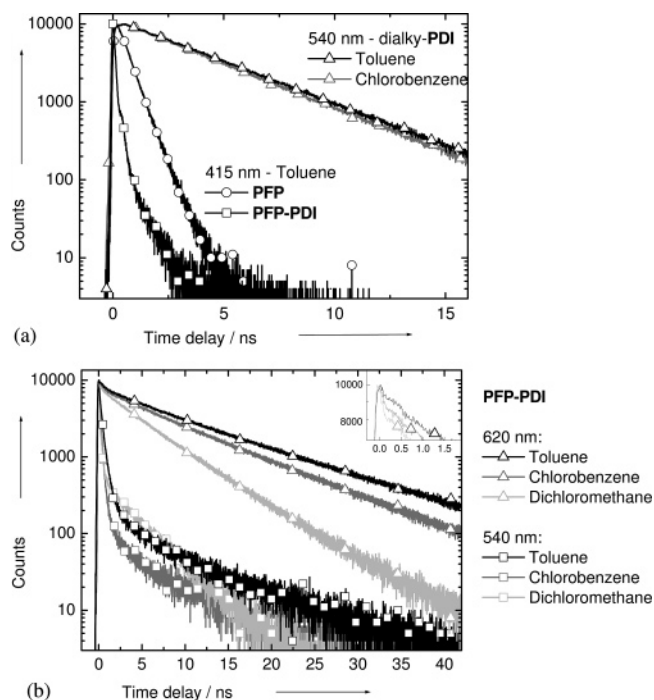 10000
1000
100
10
Counts
540 nm - dialky-PDI
Toluene
Chlorobenzene
415 nm - Toluene
PFP
PFP-PDI
0 5 10 15
Time delay / ns
(a)
10000
1000
100
10
Counts
10000
8000
0.0 0.5 1.0 1.5
PFP-PDI
620 nm:
Toluene
Chlorobenzene
Dichloromethane
540 nm:
Toluene
Chlorobenzene
Dichloromethane
0 5 10 15 20 25 30 35 40
Time delay / ns
(b)